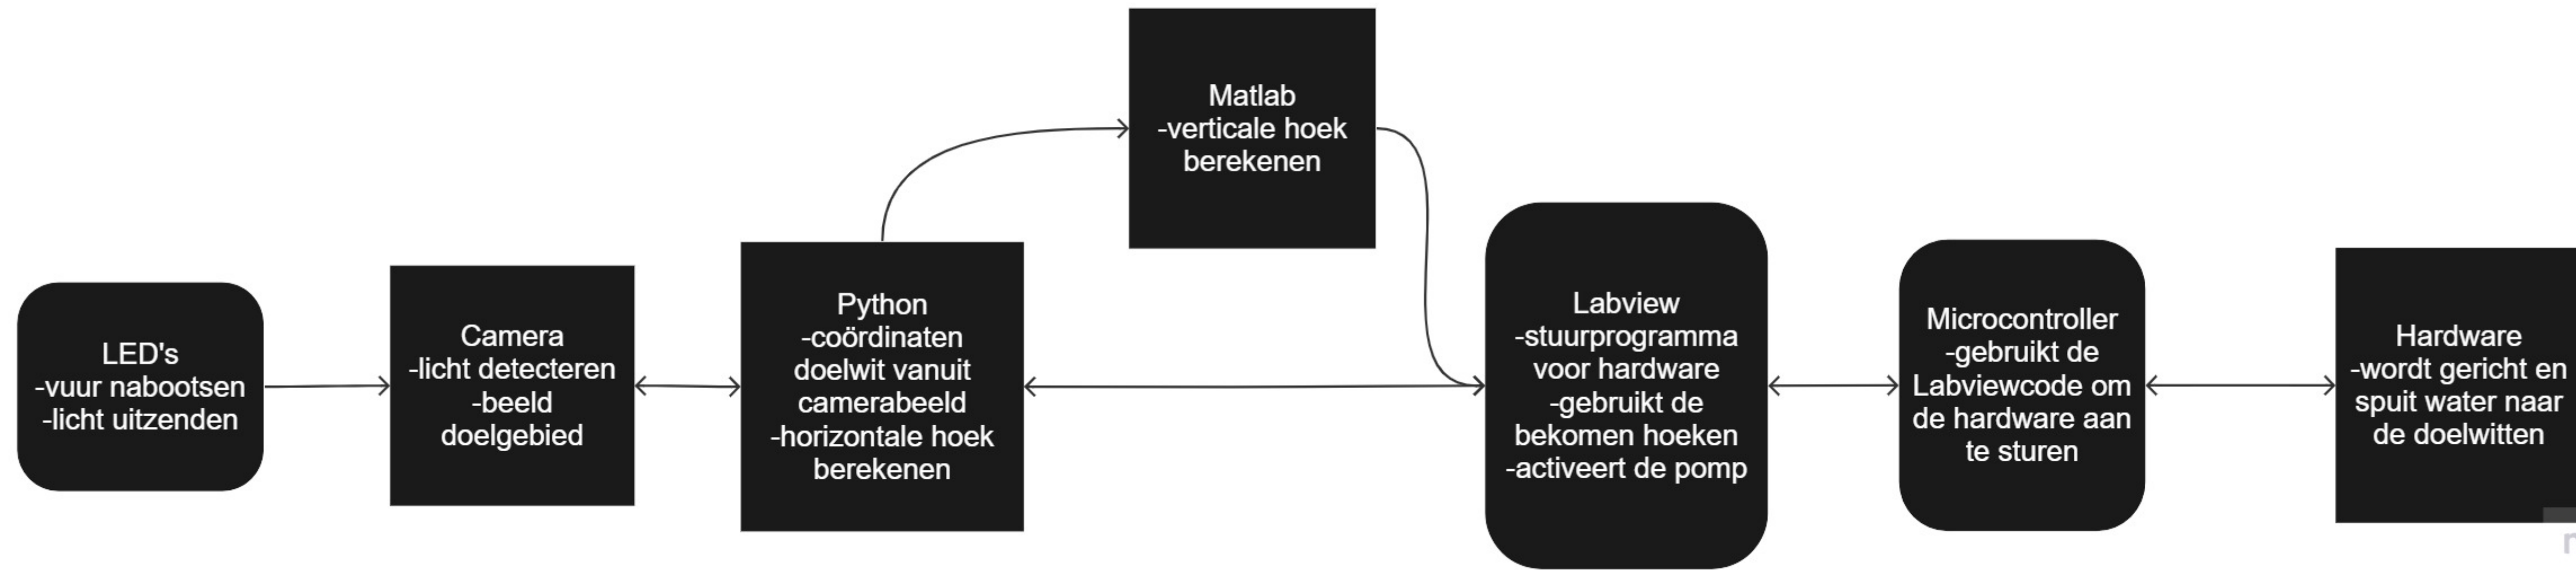 LED's
-vuur nabootsen
-licht uitzenden
Camera
-licht detecteren
-beeld
doelgebied
Python
-coördinaten
doelwit vanuit
camerabeeld
-horizontale hoek
berekenen
Matlab
-verticale hoek
berekenen
Labview
-stuurprogramma
voor hardware
-gebruikt de
bekomen hoeken
-activeert de pomp
Microcontroller
-gebruikt de
Labviewcode om
de hardware aan
te sturen
Hardware
-wordt gericht en
spuit water naar
de doelwitten